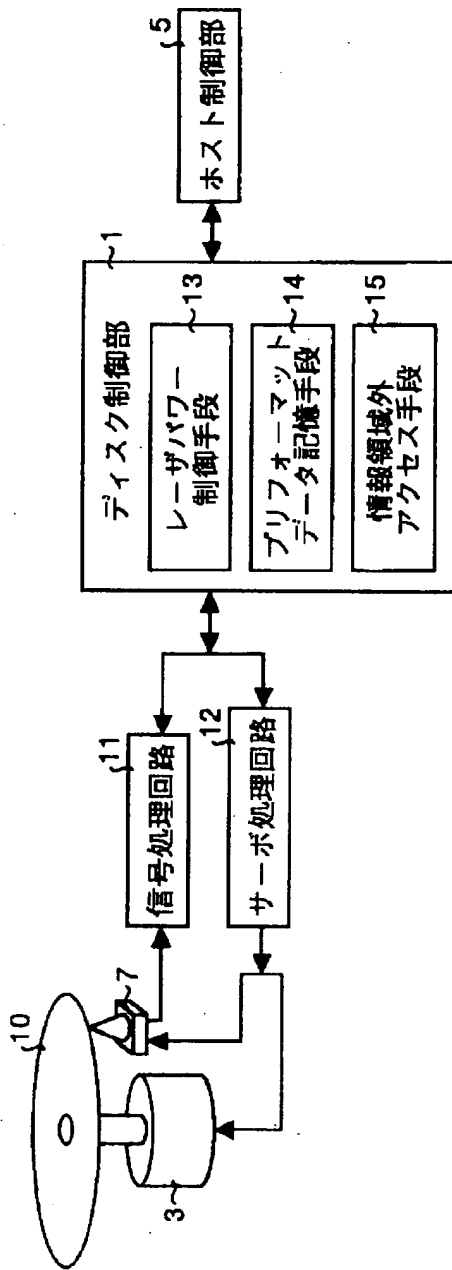 10
7
3
11
信号処理回路
12
サーボ処理回路
1
ディスク制御部
13
レーザパワー
制御手段
14
プリフォーマット
データ記憶手段
15
情報領域外
アクセス手段
5
ホスト制御部